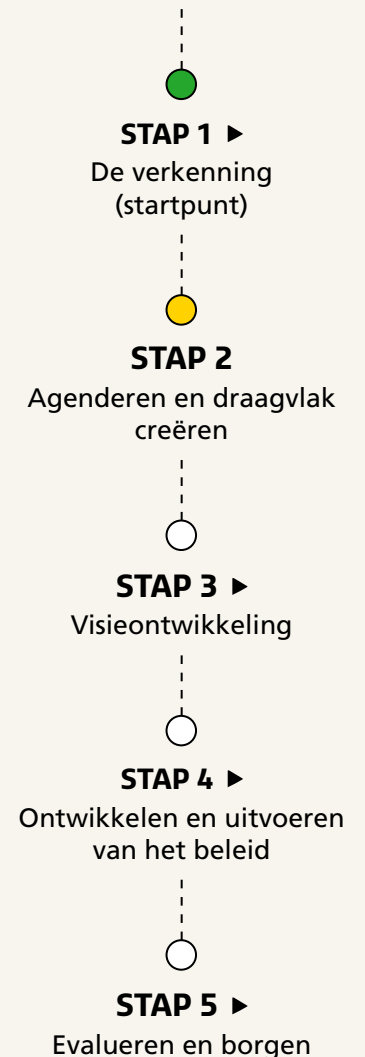 STAP 1 ▶
De verkenning
(startpunt)
STAP 2
Agenderen en draagvlak
creëren
STAP 3 ▶
Visieontwikkeling
STAP 4 ▶
Ontwikkelen en uitvoeren
van het beleid
STAP 5 ▶
Evalueren en borgen